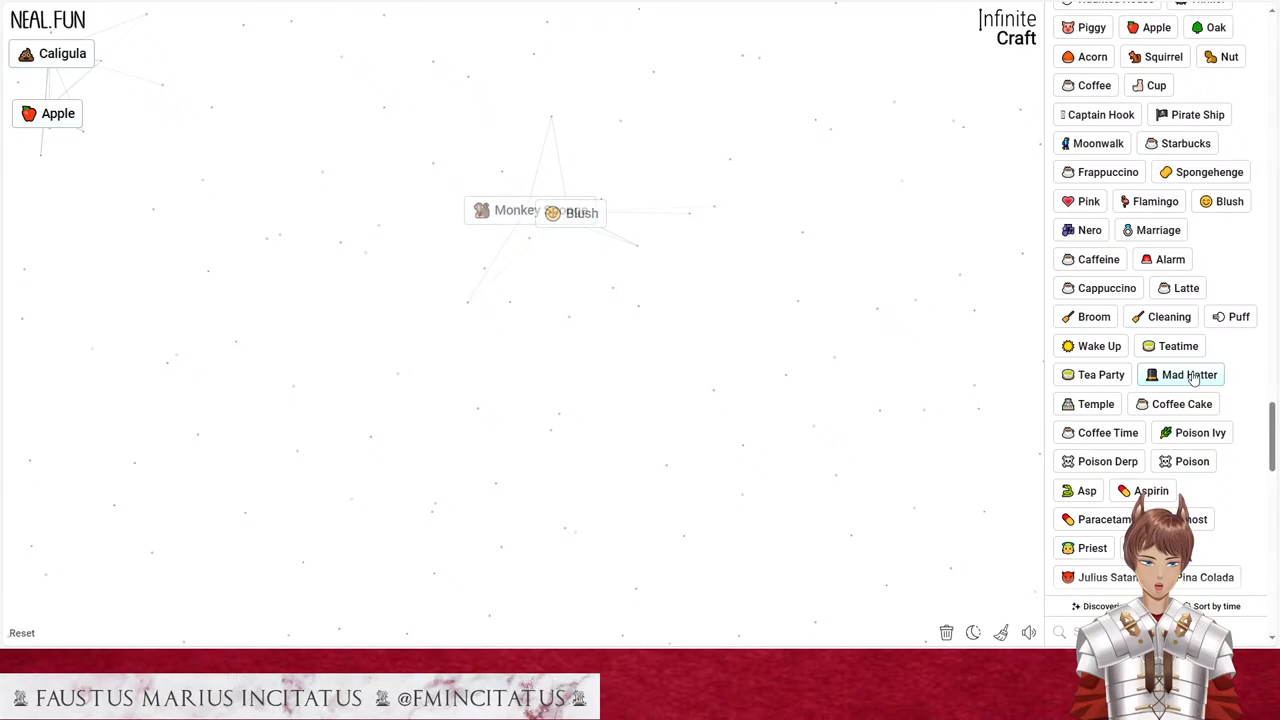 NEAL.FUN
Infinite
Craft
Caligula
Apple
Monkey
Blush
Piggy Apple Oak
Acorn Squirrel Nut
Coffee Cup
Captain Hook Pirate Ship
Moonwalk Starbucks
Frappuccino Spongehenge
Pink Flamingo Blush
Nero Marriage
Caffeine Alarm
Cappuccino Latte
Broom Cleaning Puff
Wake Up Teatime
Tea Party Mad Hatter
Temple Coffee Cake
Coffee Time Poison Ivy
Poison Derp Poison
Asp Aspirin
Priest
Julius Pina Colada
Sort by time
Reset
FAUSTUS MARIUS INCITATUS @FMINCITATUS